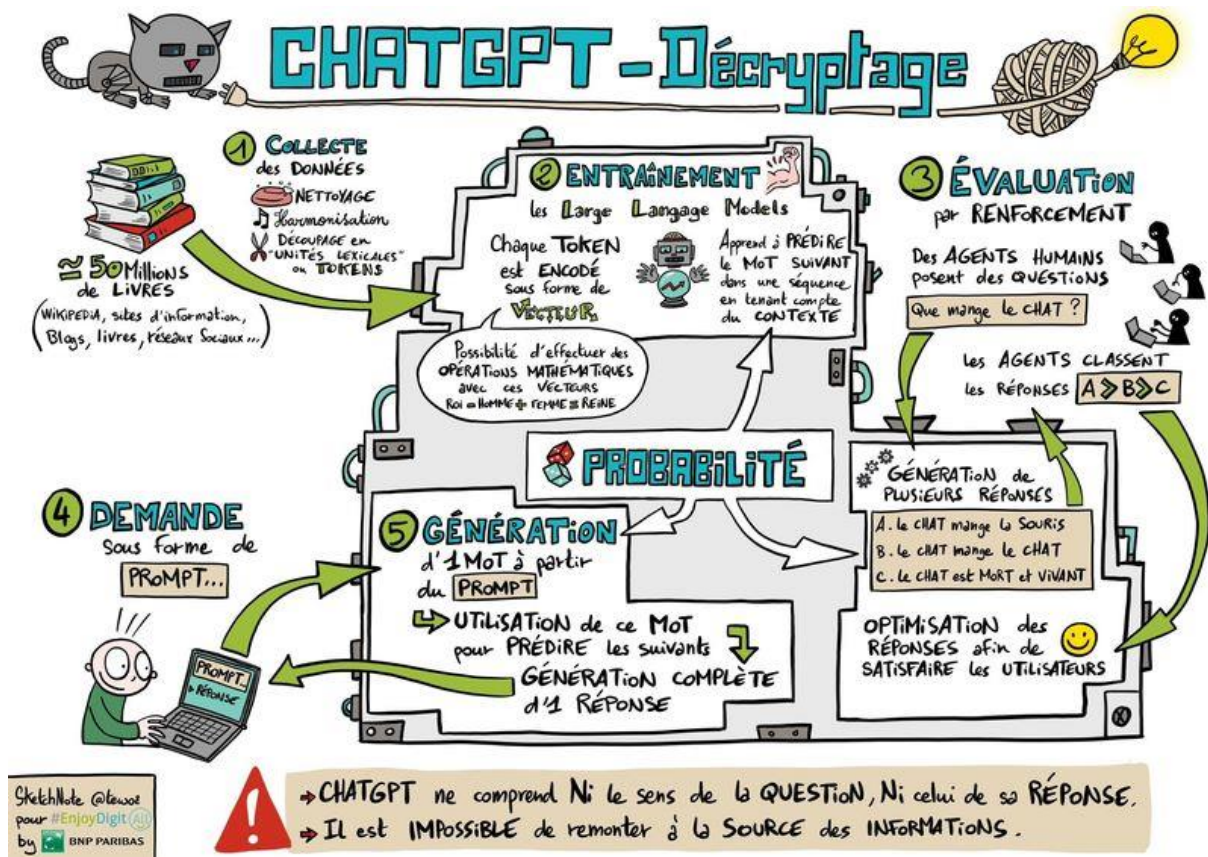 CHATGPT - Décryptage
1 COLLECTE
des DONNÉES
NETTOYAGE
Harmonisation
DÉCOUPAGE en
"UNITÉS LEXICALES"
ou TOKENS
≃ 50 Millions
de LIVRES
(WIKIPEDIA, sites d'information,
Blogs, livres, réseaux sociaux...)
2 ENTRAÎNEMENT
les Large Langage Models
Chaque TOKEN
est ENCODÉ
sous forme de
VECTEUR
Apprend à PRÉDIRE
le MOT SUIVANT
dans une séquence
en tenant compte
du CONTEXTE
Possibilité d'effectuer des
OPÉRATIONS MATHÉMATIQUES
avec ces VECTEURS
ROI - HOMME + FEMME = REINE
3 ÉVALUATION
par RENFORCEMENT
Des AGENTS HUMAINS
posent des QUESTIONS
Que mange le CHAT ?
les AGENTS CLASSENT
les RÉPONSES A > B > C
PROBABILITÉ
GÉNÉRATION de
PLUSIEURS RÉPONSES
A. le CHAT mange la SOURIS
B. le CHAT mange le CHAT
C. le CHAT est MORT et VIVANT
OPTIMISATION des
RÉPONSES afin de
SATISFAIRE les UTILISATEURS
4 DEMANDE
sous forme de
PROMPT...
PROMPT...
RÉPONSE
5 GÉNÉRATION
d'1 MOT à partir
du PROMPT
UTILISATION de ce MOT
pour PRÉDIRE les suivants
GÉNÉRATION COMPLÈTE
d'1 RÉPONSE
CHATGPT ne comprend Ni le sens de la QUESTION, Ni celui de sa RÉPONSE.
Il est IMPOSSIBLE de remonter à la SOURCE des INFORMATIONS.
SketchNote @tewoz
pour #EnjoyDigitAll
by BNP PARIBAS